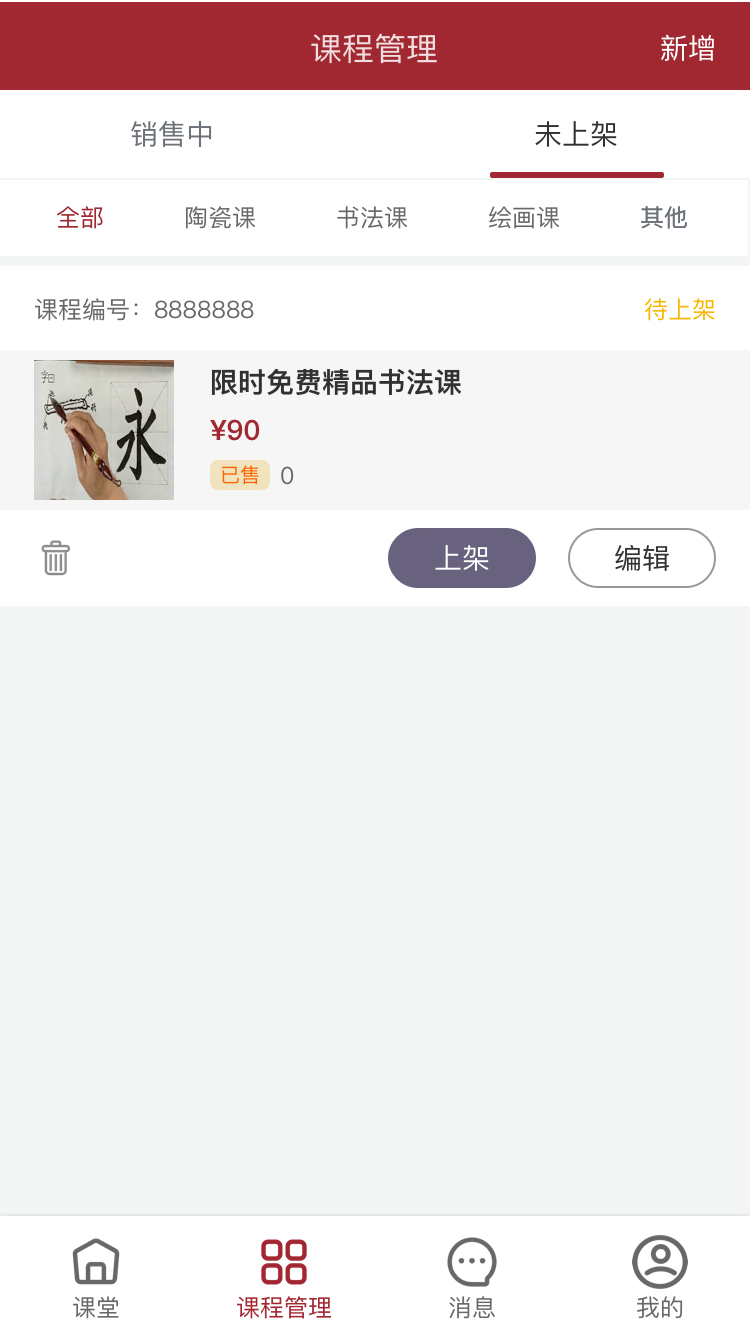 课程管理 新增
销售中 未上架
全部 陶瓷课 书法课 绘画课 其他
课程编号：8888888 待上架
限时免费精品书法课
¥90
已售 0
永
上架 编辑
课堂 课程管理 消息 我的